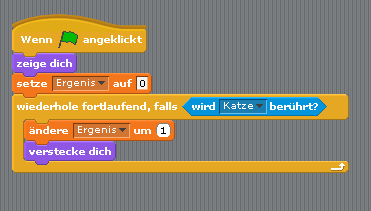 Wenn angeklickt
zeige dich
setze Ergenis auf 0
wiederhole fortlaufend, falls wird Katze berührt?
ändere Ergenis um 1
verstecke dich